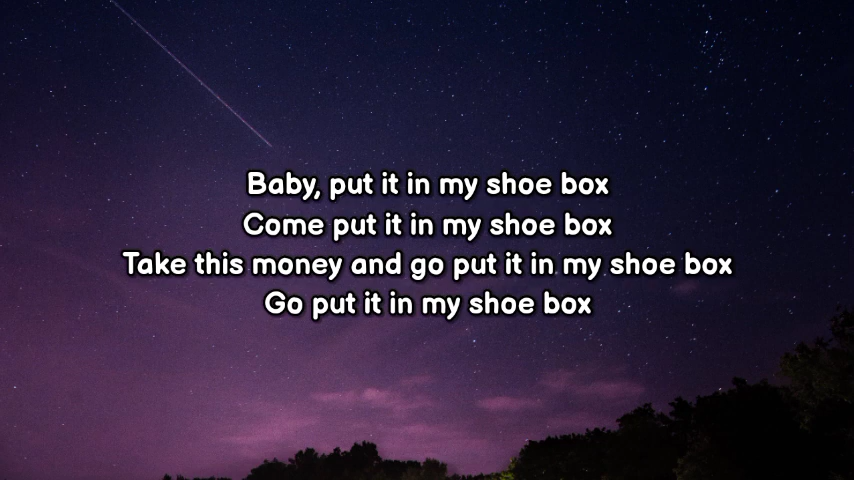 Baby, put it in my shoe box
Come put it in my shoe box
Take this money and go put it in my shoe box
Go put it in my shoe box